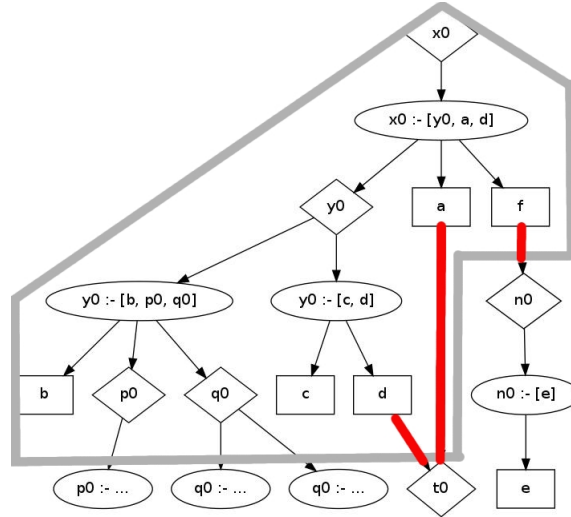 x0
x0 :- [y0, a, d]
y0
a
f
y0 :- [b, p0, q0]
y0 :- [c, d]
n0
b
p0
q0
c
d
n0 :- [e]
p0 :- ...
q0 :- ...
q0 :- ...
t0
e